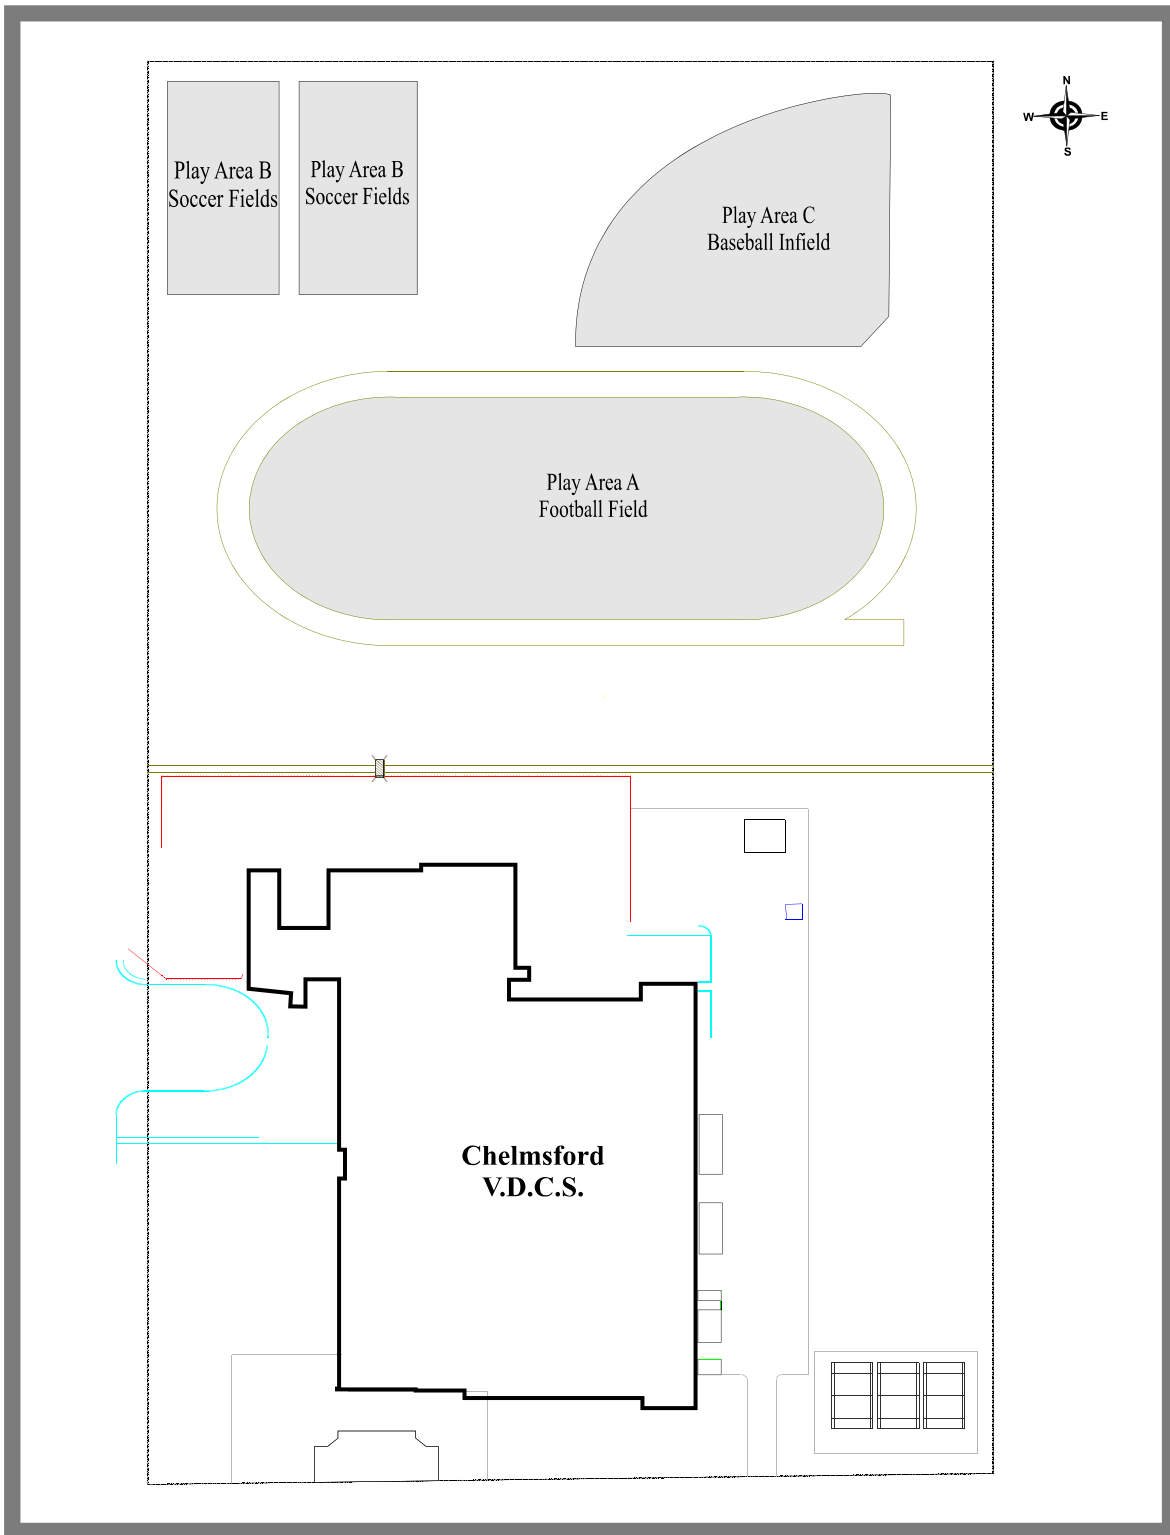 N
W E
S
Play Area B
Soccer Fields
Play Area B
Soccer Fields
Play Area C
Baseball Infield
Play Area A
Football Field
Chelmsford
V.D.C.S.